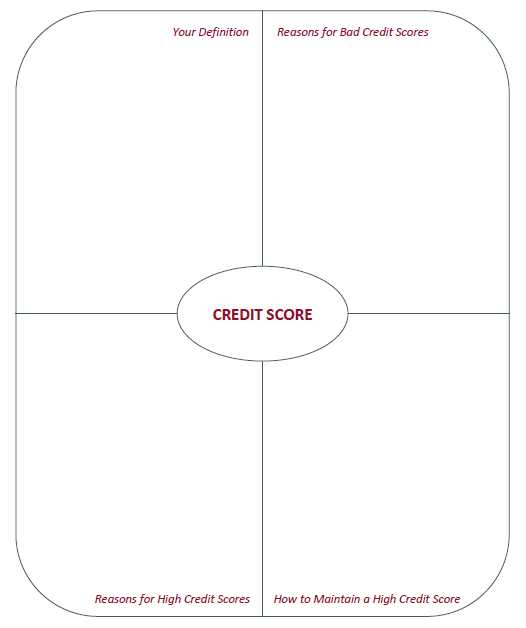 Your Definition
Reasons for Bad Credit Scores
CREDIT SCORE
Reasons for High Credit Scores
How to Maintain a High Credit Score